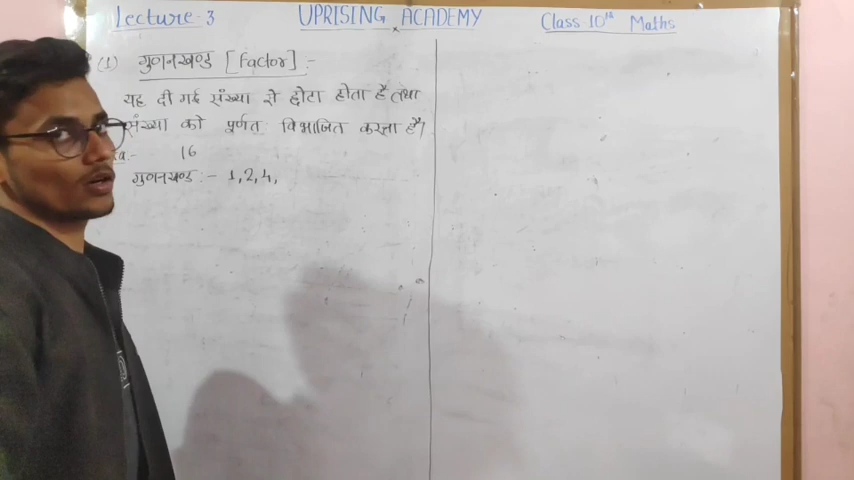 Lecture-3
UPRISING ACADEMY
Class 10th Maths
(1) गुणनखण्ड [Factor] :-
यह दी गई संख्या से छोटा होता है तथा
संख्या को पूर्णत विभाजित करता है।
16
गुणनखण्ड :- 1, 2, 4,